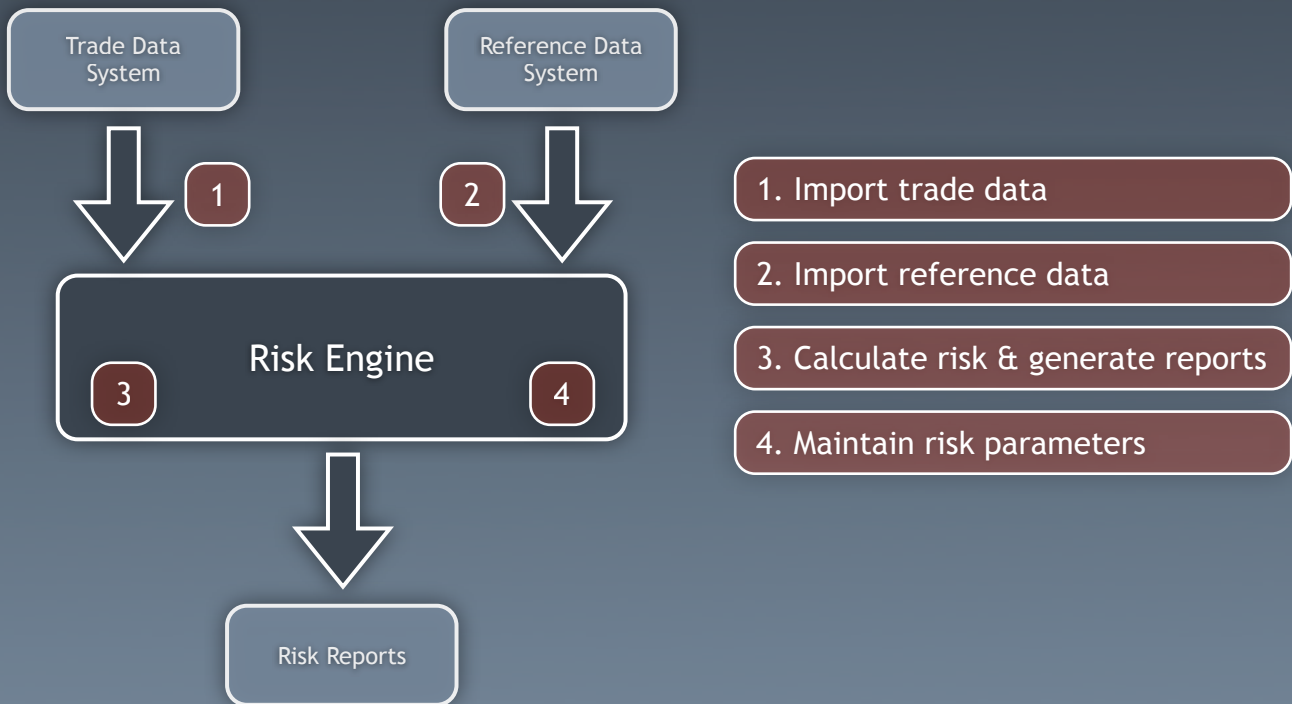 Trade Data
System
Reference Data
System
1
2
Risk Engine
3
4
Risk Reports
1. Import trade data
2. Import reference data
3. Calculate risk & generate reports
4. Maintain risk parameters